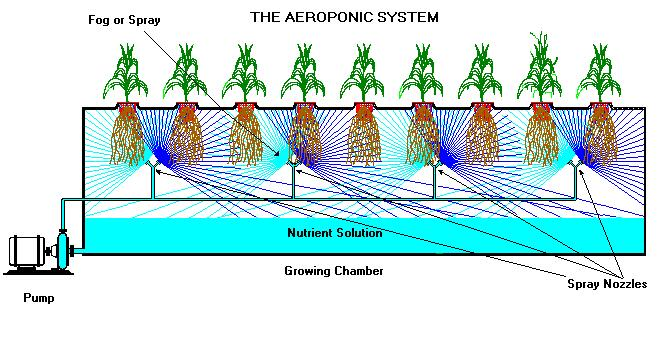 THE AEROPONIC SYSTEM
Fog or Spray
Nutrient Solution
Growing Chamber
Spray Nozzles
Pump